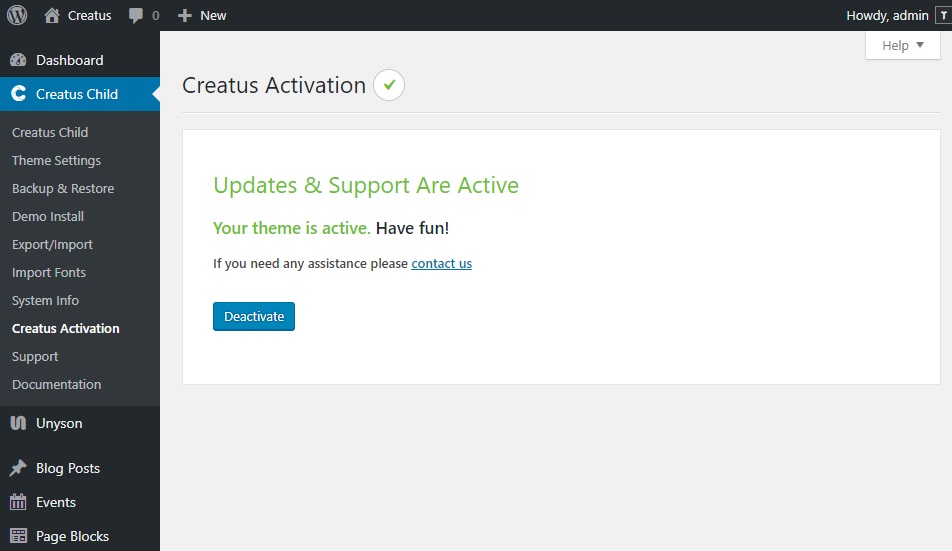 Creatus
0
New
Howdy, admin
T
Help
Dashboard
Creatus Child
Creatus Child
Theme Settings
Backup & Restore
Demo Install
Export/Import
Import Fonts
System Info
Creatus Activation
Support
Documentation
Unyson
Blog Posts
Events
Page Blocks
Creatus Activation
Updates & Support Are Active
Your theme is active. Have fun!
If you need any assistance please contact us
Deactivate